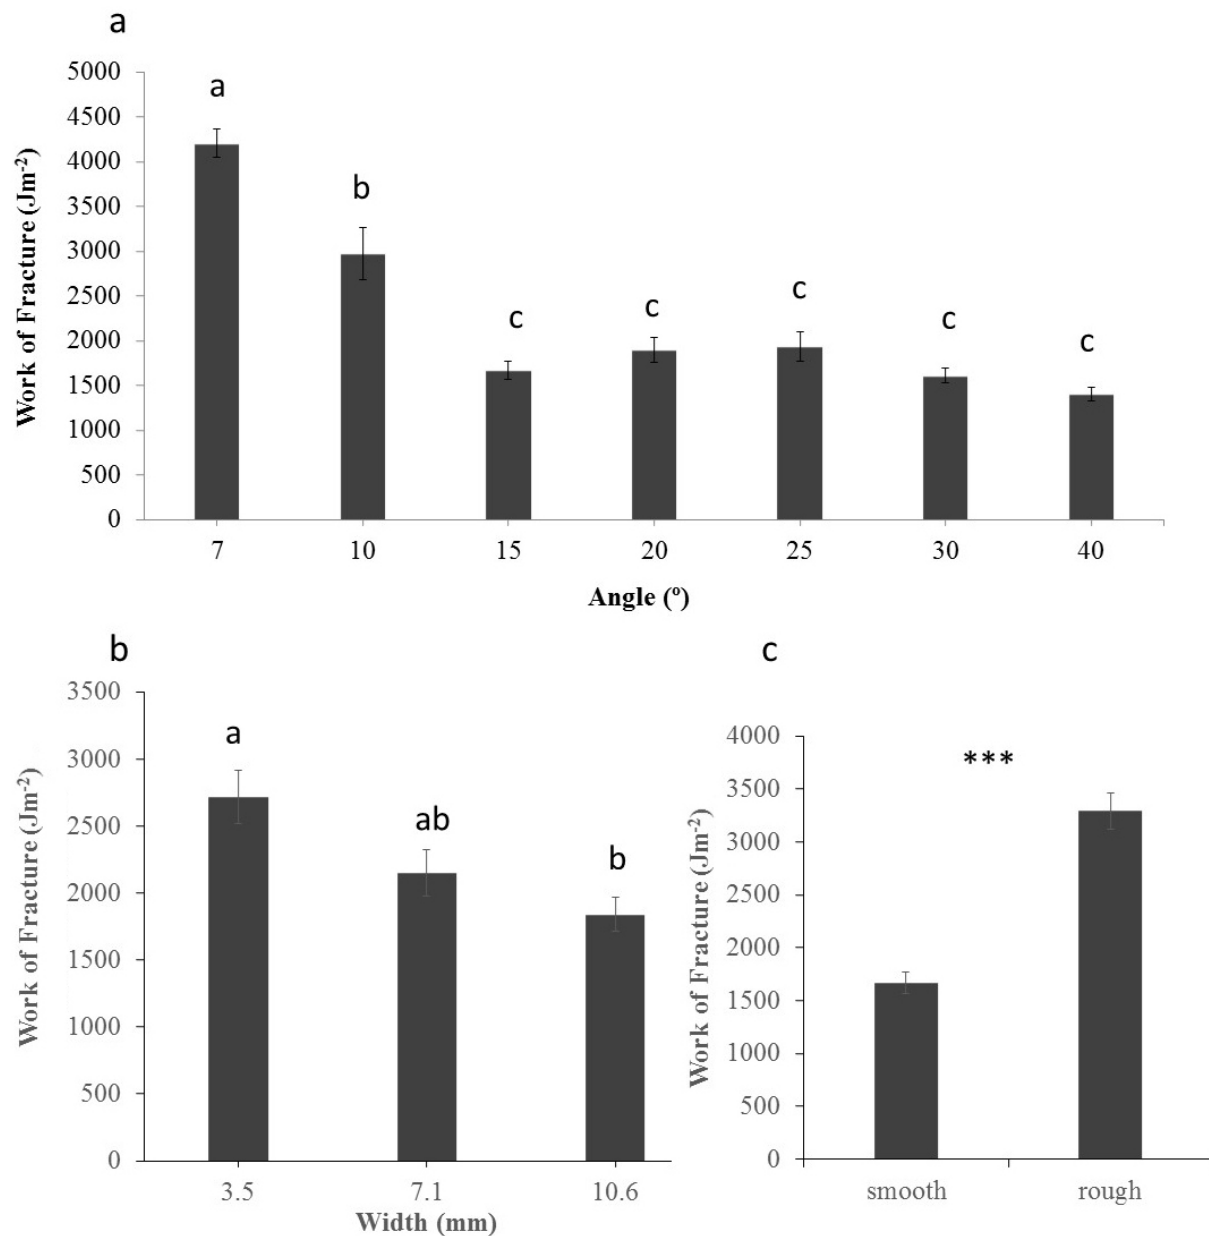 a
5000
4500
4000
3500
3000
2500
2000
1500
1000
500
0
Work of Fracture (Jm⁻²)
a
b
c
c
c
c
c
7 10 15 20 25 30 40
Angle (º)
b
3500
3000
2500
2000
1500
1000
500
0
Work of Fracture (Jm⁻²)
a
ab
b
3.5 7.1 10.6
Width (mm)
c
4000
3500
3000
2500
2000
1500
1000
500
0
Work of Fracture (Jm⁻²)
***
smooth rough